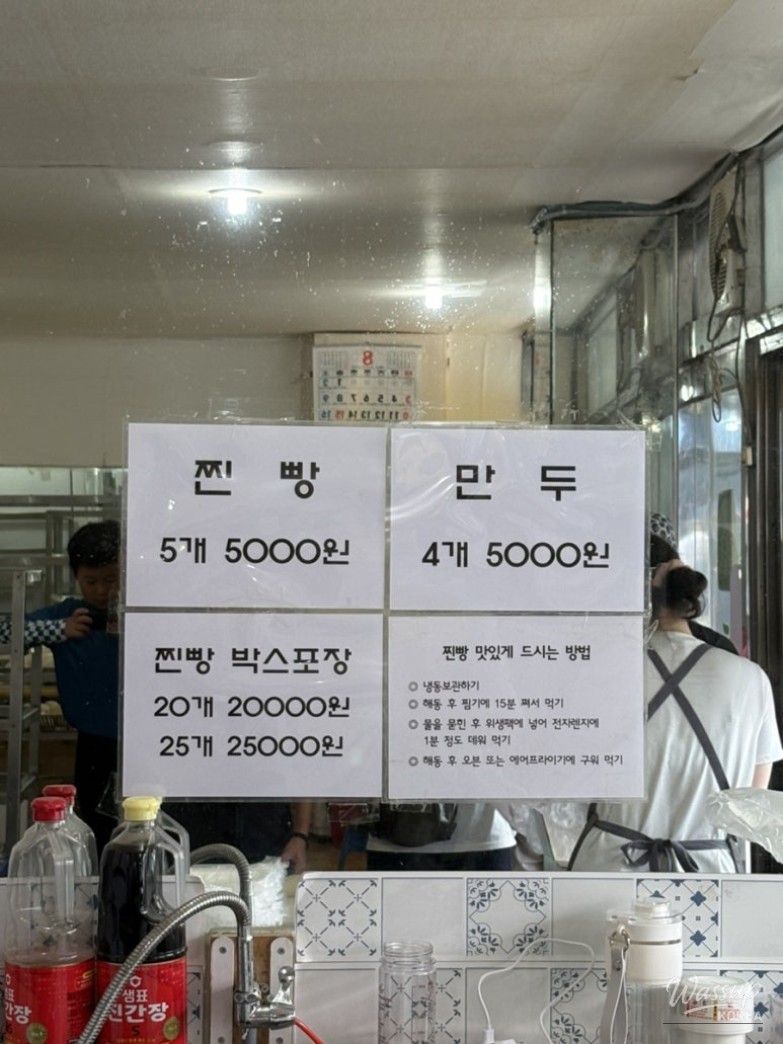 찐 빵
5개 5000원
만 두
4개 5000원
찐빵 박스포장
20개 20000원
25개 25000원
찐빵 맛있게 드시는 방법
◎ 냉동보관하기
◎ 해동 후 찜기에 15분 쪄서 먹기
◎ 물을 묻힌 후 위생팩에 넣어 전자렌지에
1분 정도 데워 먹기
◎ 해동 후 오븐 또는 에어프라이기에 구워 먹기
샘표
진간장
S
Wassup
KOREA